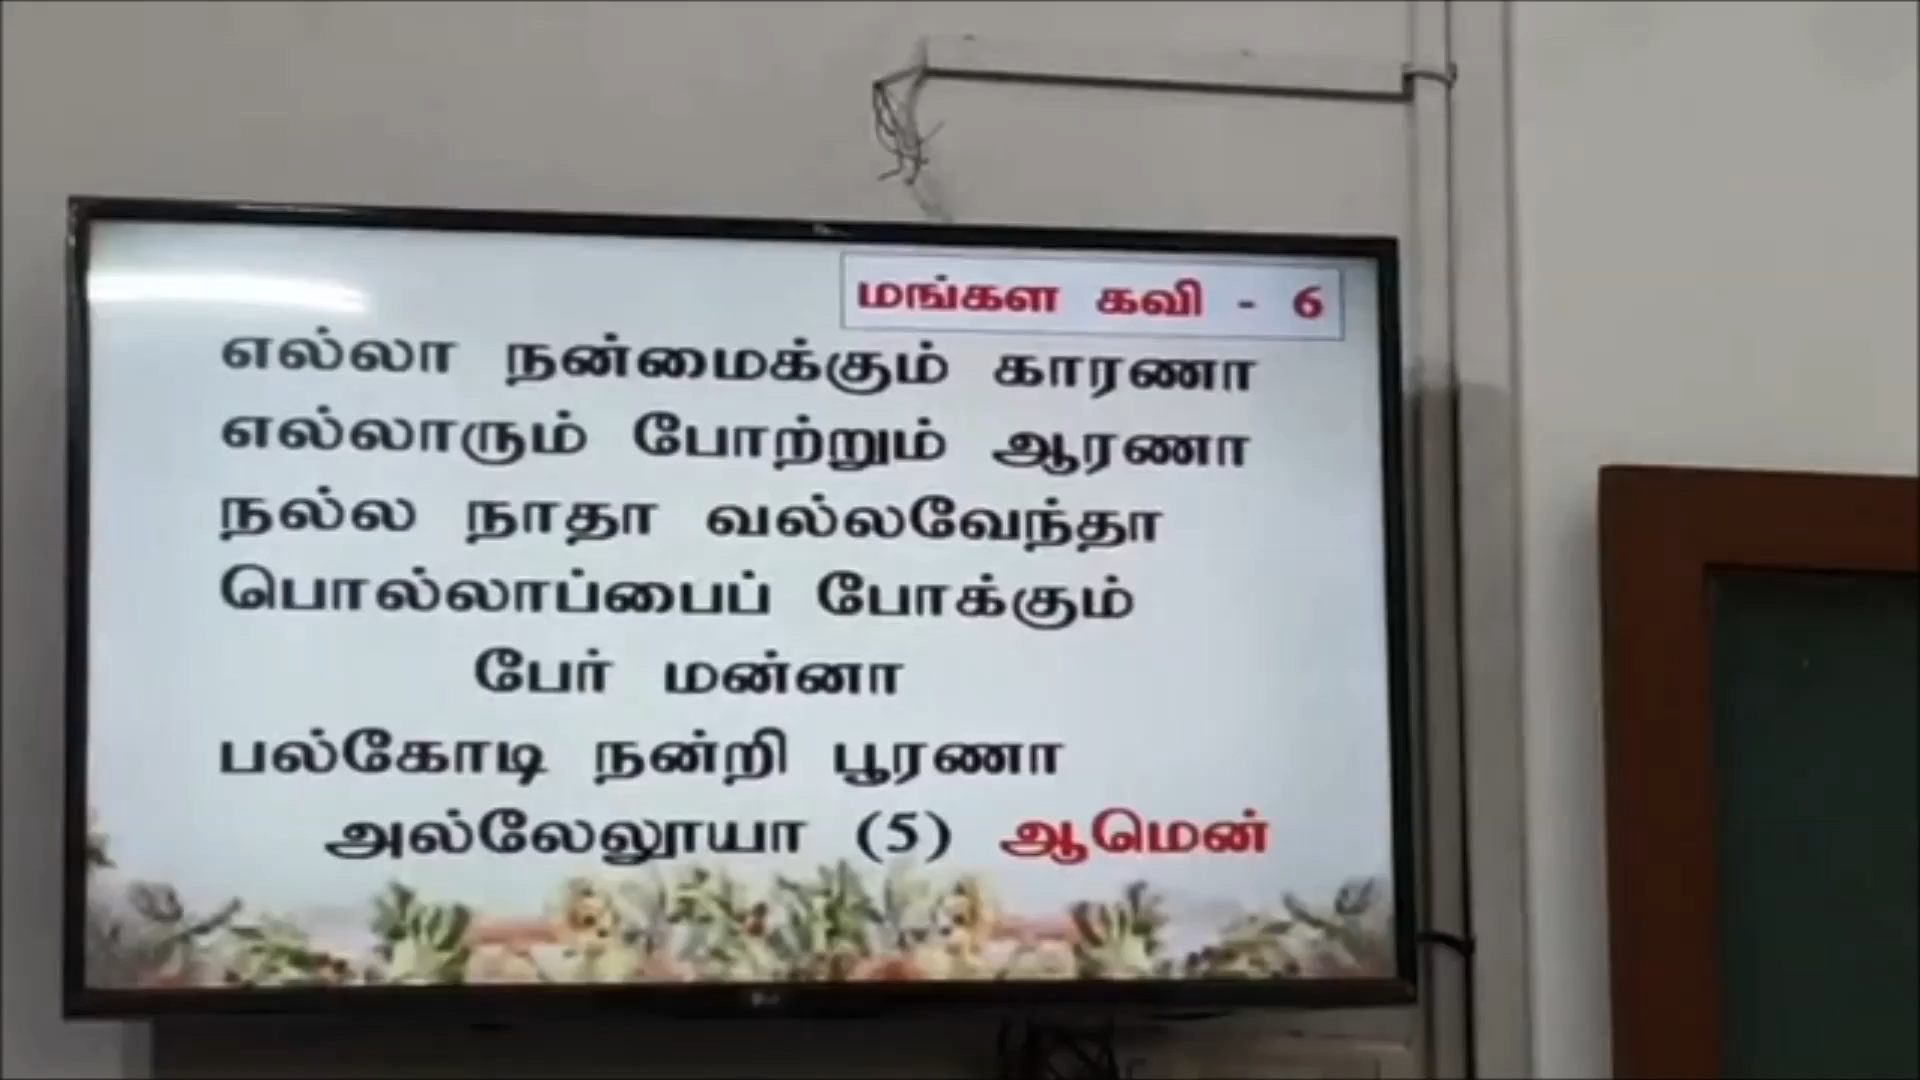 மங்கள கவி - 6
எல்லா நன்மைக்கும் காரணா
எல்லாரும் போற்றும் ஆரணா
நல்ல நாதா வல்லவேந்தா
பொல்லாப்பைப் போக்கும்
பேர் மன்னா
பல்கோடி நன்றி பூரணா
அல்லேலூயா (5) ஆமென்